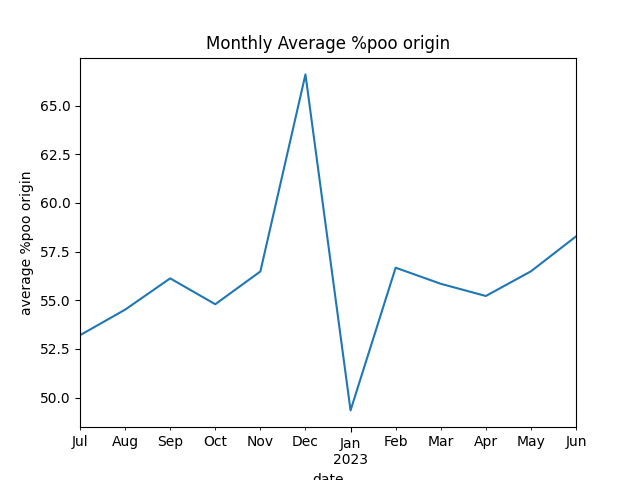 Monthly Average %poo origin
average %poo origin
65.0
62.5
60.0
57.5
55.0
52.5
50.0
Jul Aug Sep Oct Nov Dec Jan Feb Mar Apr May Jun
2023
date